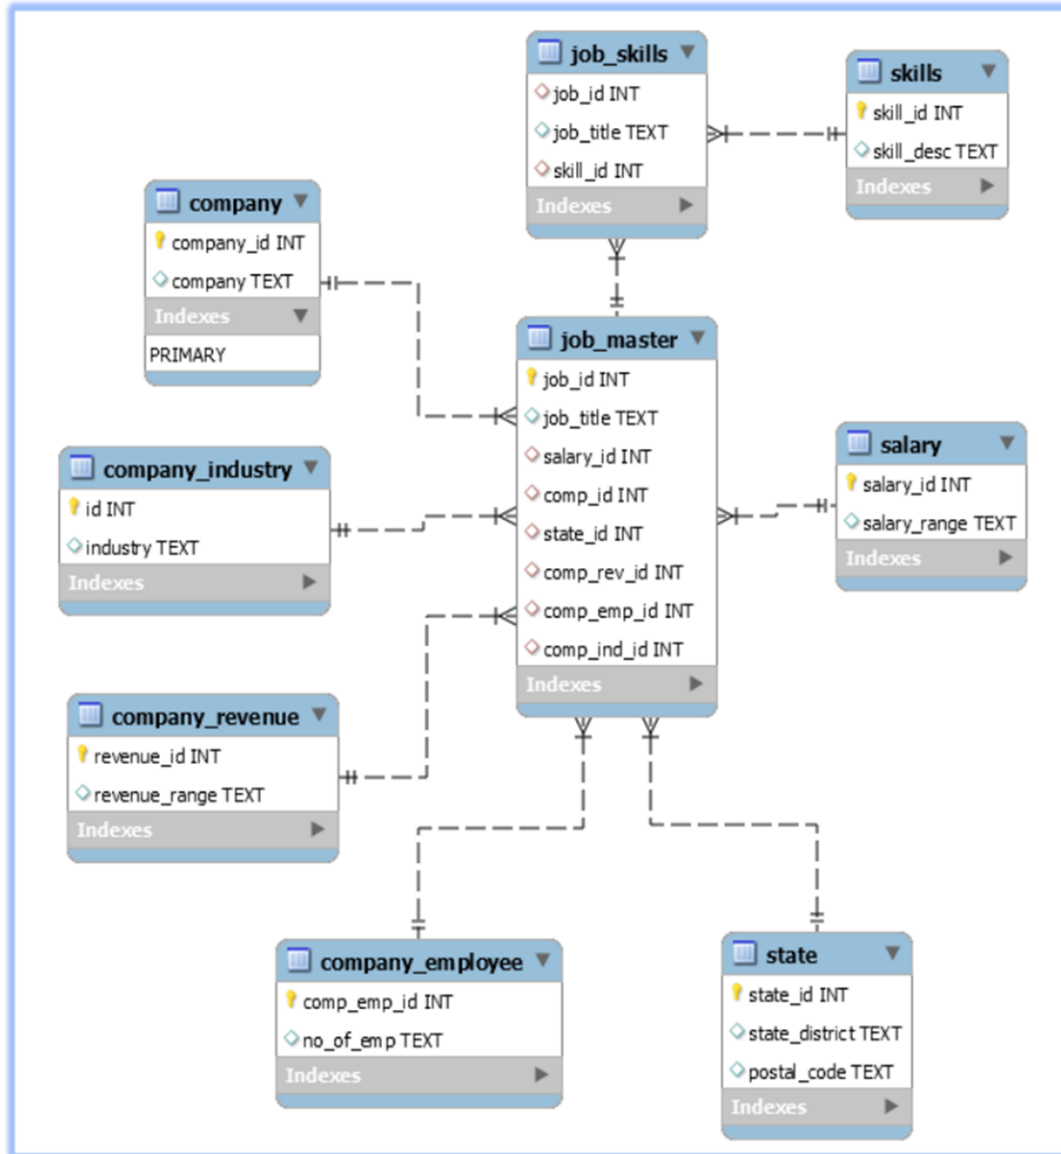 job_skills
job_id INT
job_title TEXT
skill_id INT
Indexes
skills
skill_id INT
skill_desc TEXT
Indexes
company
company_id INT
company TEXT
Indexes
PRIMARY
job_master
job_id INT
job_title TEXT
salary_id INT
comp_id INT
state_id INT
comp_rev_id INT
comp_emp_id INT
comp_ind_id INT
Indexes
company_industry
id INT
industry TEXT
Indexes
salary
salary_id INT
salary_range TEXT
Indexes
company_revenue
revenue_id INT
revenue_range TEXT
Indexes
company_employee
comp_emp_id INT
no_of_emp TEXT
Indexes
state
state_id INT
state_district TEXT
postal_code TEXT
Indexes